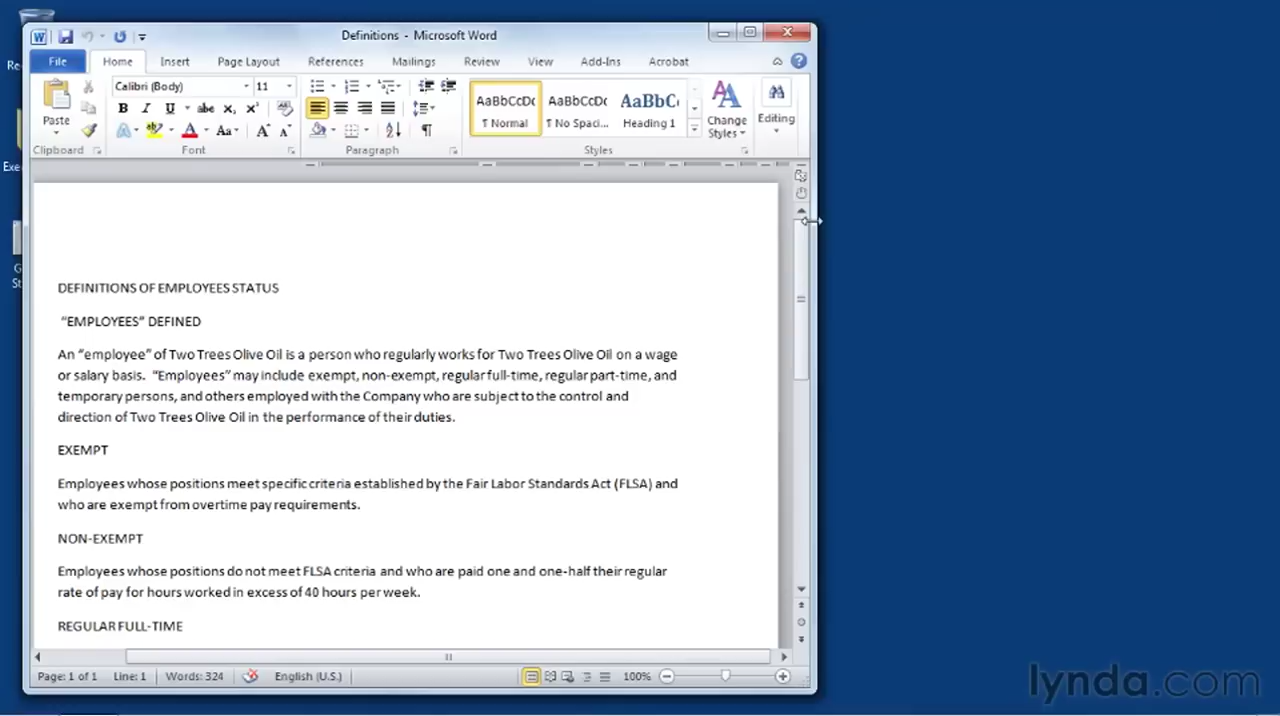 Definitions - Microsoft Word
File Home Insert Page Layout References Mailings Review View Add-Ins Acrobat
Calibri (Body) 11
AaBbCcDc AaBbCcDc AaBbC
Paste
B I U abc X₂ X²
¶ Normal ¶ No Spaci... Heading 1
Change Styles
Editing
A ab A Aa A A
Clipboard Font Paragraph Styles
DEFINITIONS OF EMPLOYEES STATUS
“EMPLOYEES” DEFINED
An “employee” of Two Trees Olive Oil is a person who regularly works for Two Trees Olive Oil on a wage
or salary basis. “Employees” may include exempt, non-exempt, regular full-time, regular part-time, and
temporary persons, and others employed with the Company who are subject to the control and
direction of Two Trees Olive Oil in the performance of their duties.
EXEMPT
Employees whose positions meet specific criteria established by the Fair Labor Standards Act (FLSA) and
who are exempt from overtime pay requirements.
NON-EXEMPT
Employees whose positions do not meet FLSA criteria and who are paid one and one-half their regular
rate of pay for hours worked in excess of 40 hours per week.
REGULAR FULL-TIME
Page: 1 of 1 Line: 1 Words: 324 English (U.S.) 100%
lynda.com